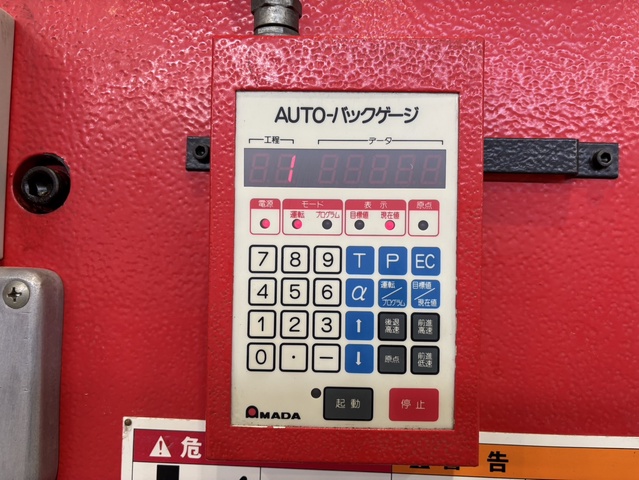 AUTO-バックゲージ
工程 データ
1
電源 モード 表示 原点
運転 プログラム 目標値 現在値
7 8 9 T P EC
4 5 6 α 運転/プログラム 目標値/現在値
1 2 3 ↑ 後退高速 前進高速
0 · − ↓ 原点 前進低速
起動 停止
AMADA
危
告